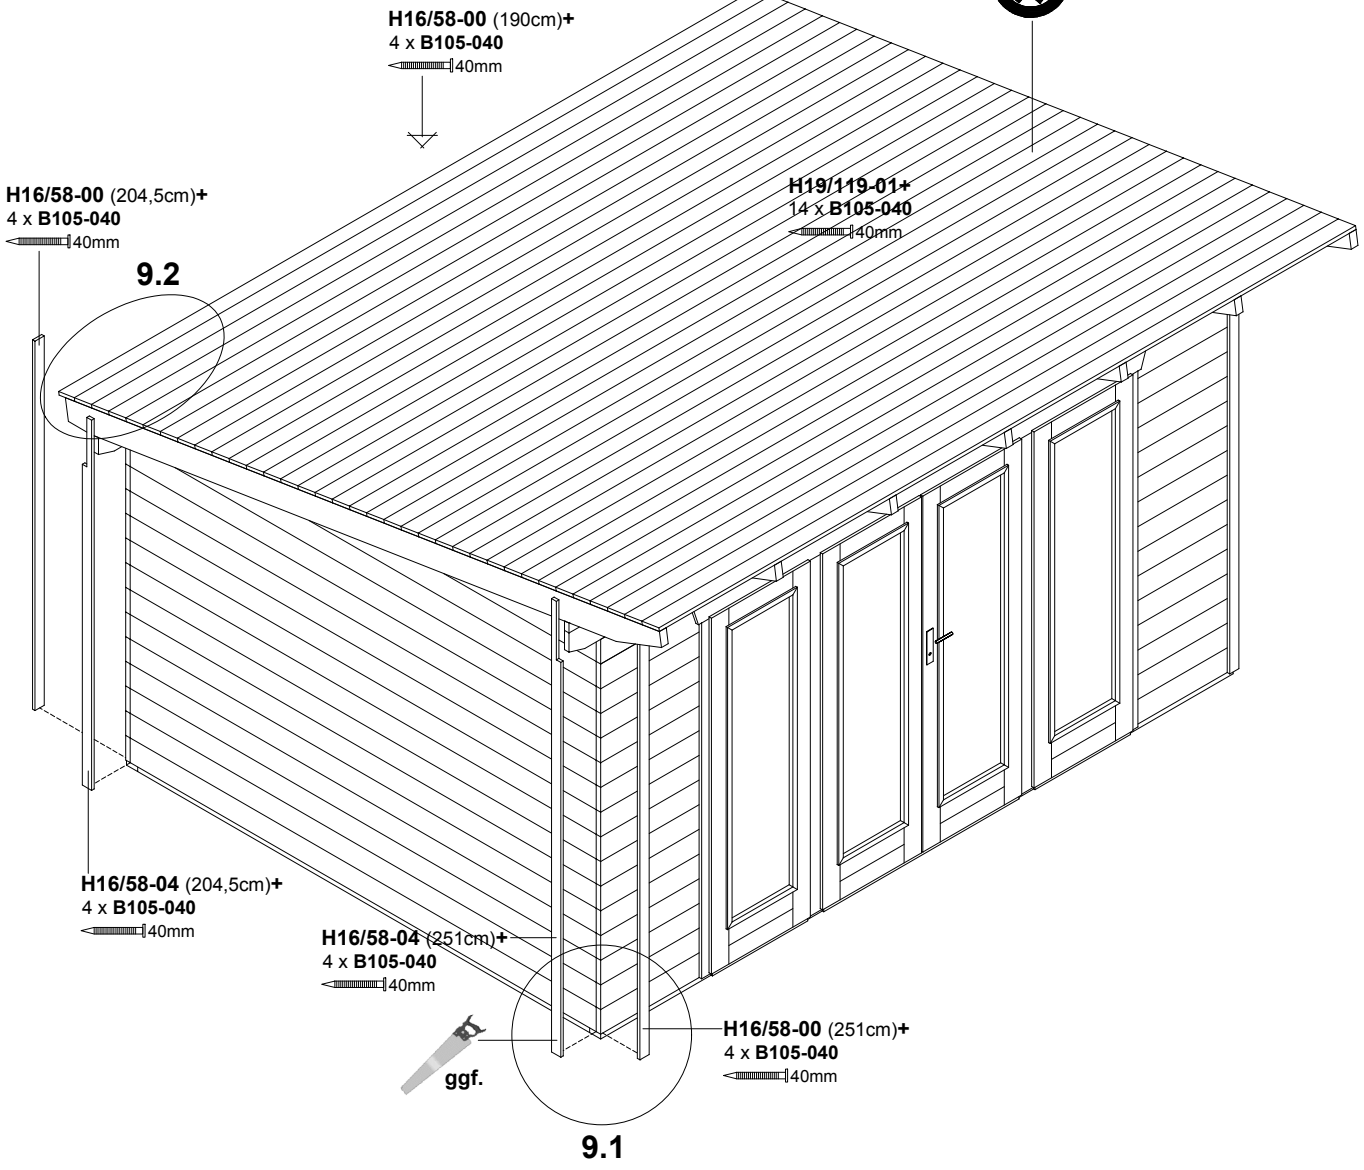 H16/58-00 (190cm)+
4 x B105-040
40mm
H16/58-00 (204,5cm)+
4 x B105-040
40mm
H19/119-01+
14 x B105-040
40mm
9.2
H16/58-04 (204,5cm)+
4 x B105-040
40mm
H16/58-04 (251cm)+
4 x B105-040
40mm
H16/58-00 (251cm)+
4 x B105-040
40mm
ggf.
9.1